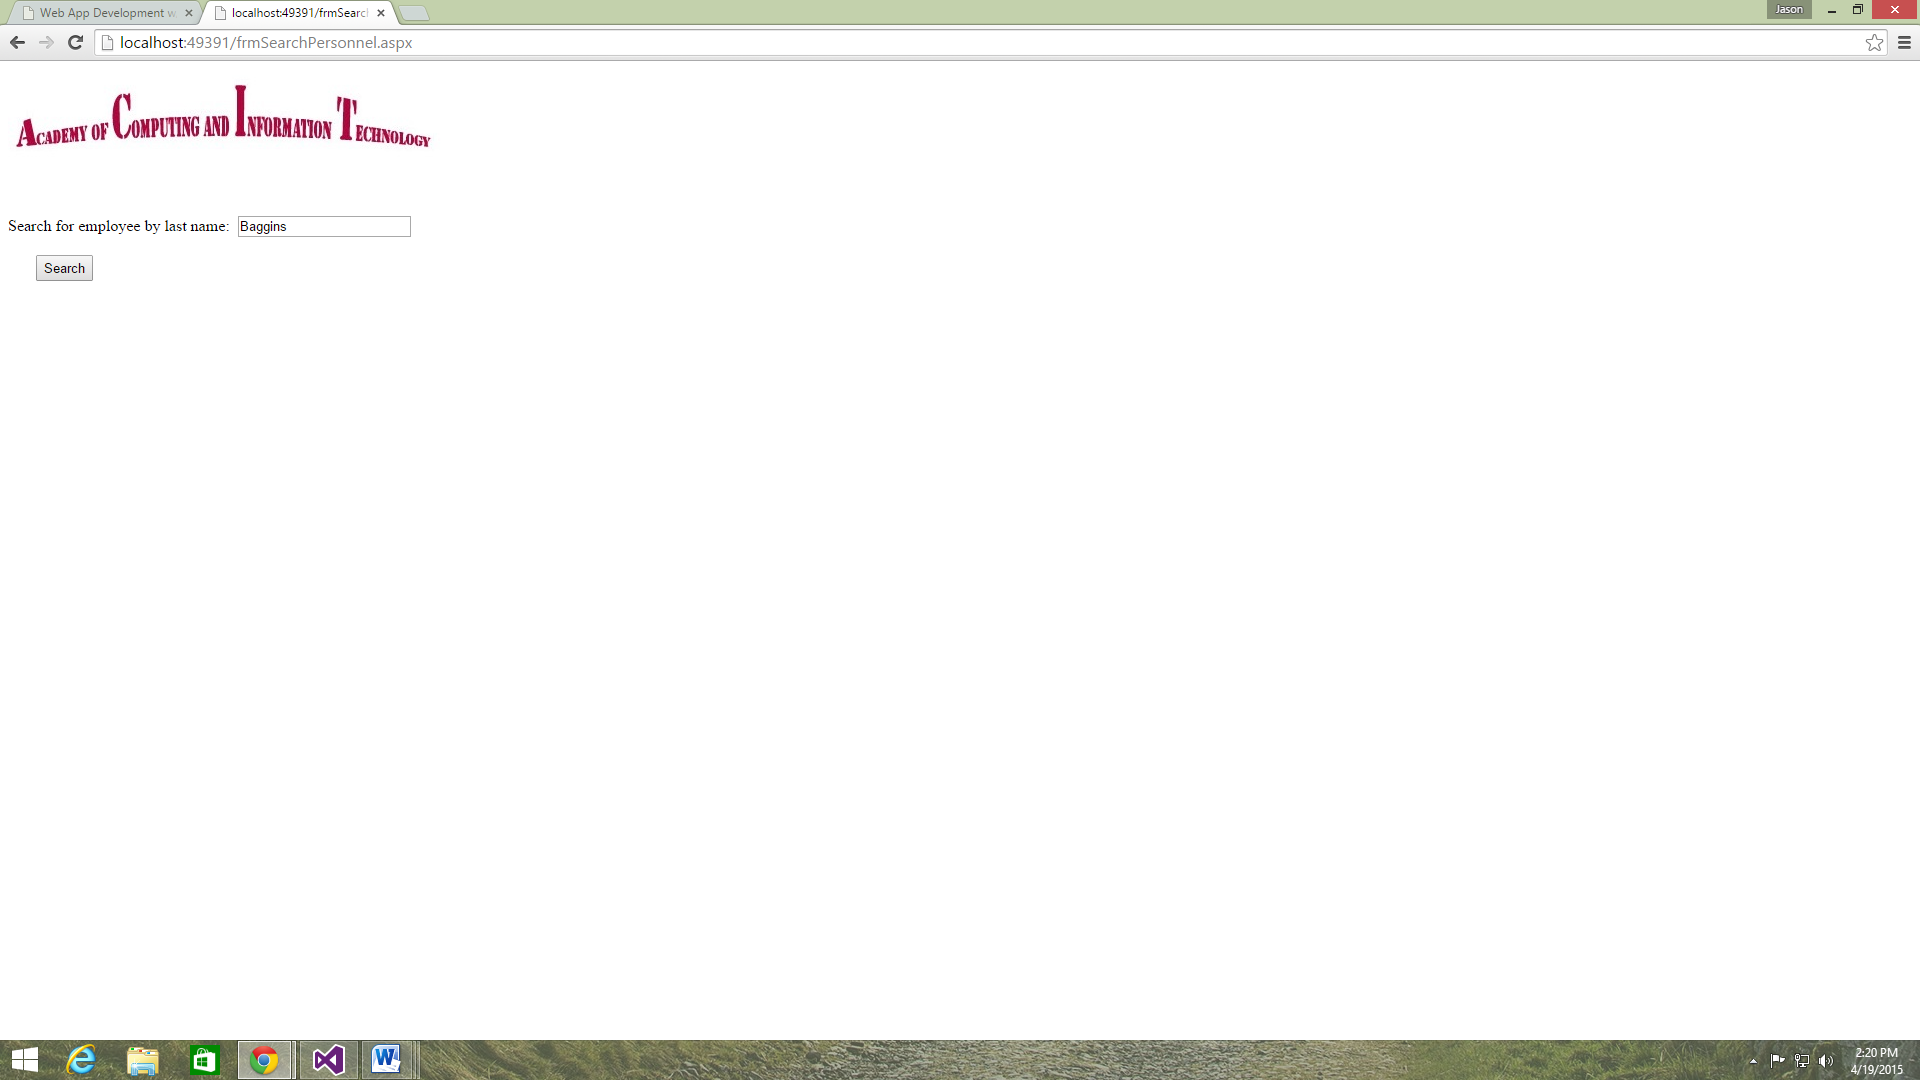 Web App Development w
localhost:49391/frmSearc
Jason
localhost:49391/frmSearchPersonnel.aspx
Academy of Computing and Information Technology
Search for employee by last name: Baggins
Search
2:20 PM
4/19/2015